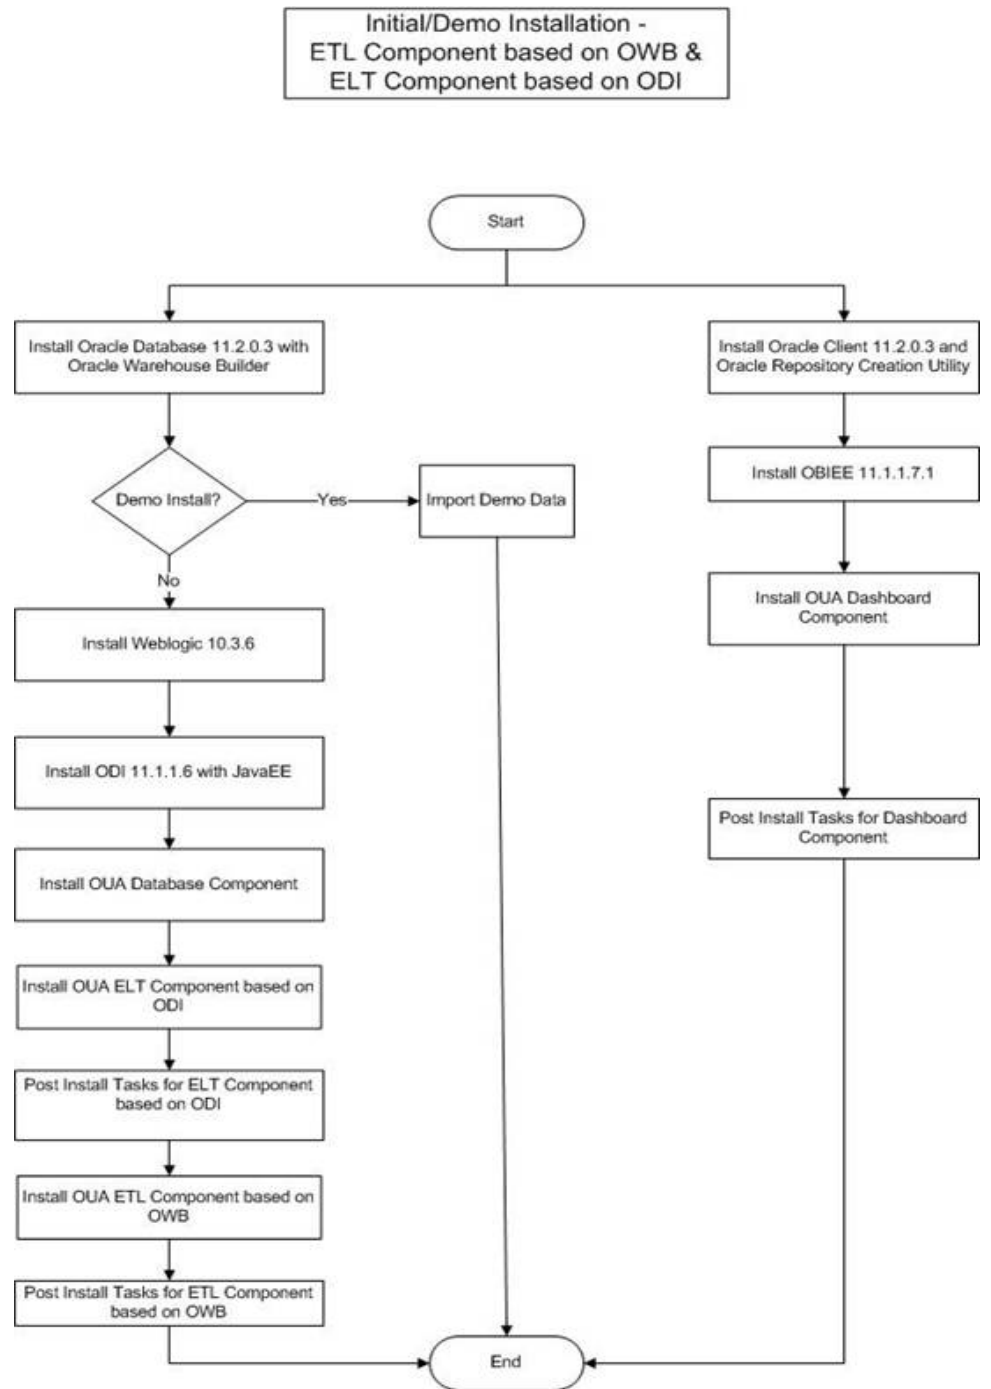 Initial/Demo Installation -
ETL Component based on OWB &
ELT Component based on ODI
Start
Install Oracle Database 11.2.0.3 with
Oracle Warehouse Builder
Install Oracle Client 11.2.0.3 and
Oracle Repository Creation Utility
Demo Install?
Yes
Import Demo Data
Install OBIEE 11.1.1.7.1
No
Install OUA Dashboard
Component
Install Weblogic 10.3.6
Install ODI 11.1.1.6 with JavaEE
Post Install Tasks for Dashboard
Component
Install OUA Database Component
Install OUA ELT Component based on
ODI
Post Install Tasks for ELT Component
based on ODI
Install OUA ETL Component based on
OWB
Post Install Tasks for ETL Component
based on OWB
End